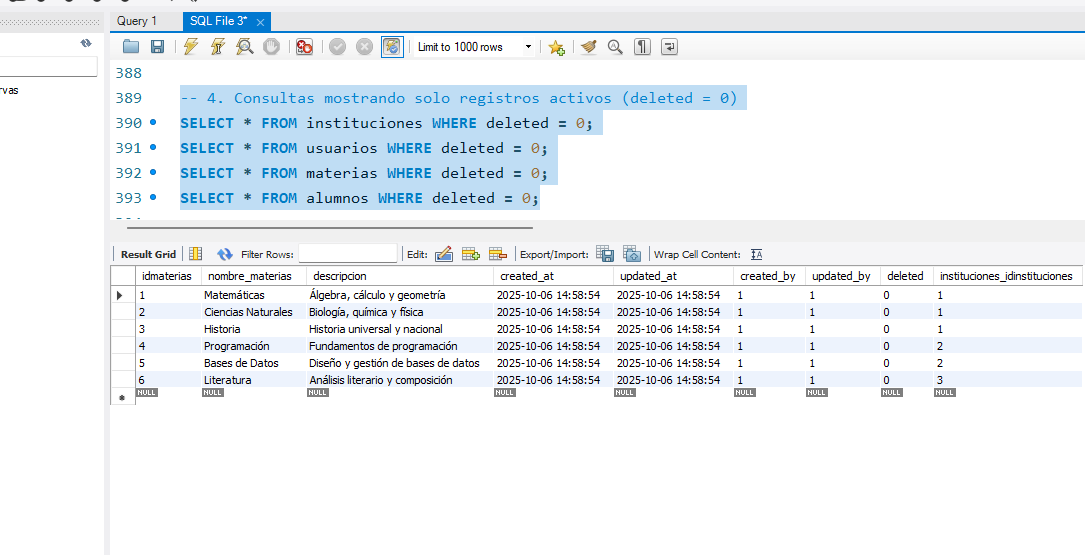 Query 1 SQL File 3* ×
Limit to 1000 rows
rvas
388
389 -- 4. Consultas mostrando solo registros activos (deleted = 0)
390 SELECT * FROM instituciones WHERE deleted = 0;
391 SELECT * FROM usuarios WHERE deleted = 0;
392 SELECT * FROM materias WHERE deleted = 0;
393 SELECT * FROM alumnos WHERE deleted = 0;
Result Grid Filter Rows: Edit: Export/Import: Wrap Cell Content:
idmaterias nombre_materias descripcion created_at updated_at created_by updated_by deleted instituciones_idinstituciones
1 Matemáticas Álgebra, cálculo y geometría 2025-10-06 14:58:54 2025-10-06 14:58:54 1 1 0 1
2 Ciencias Naturales Biología, química y física 2025-10-06 14:58:54 2025-10-06 14:58:54 1 1 0 1
3 Historia Historia universal y nacional 2025-10-06 14:58:54 2025-10-06 14:58:54 1 1 0 1
4 Programación Fundamentos de programación 2025-10-06 14:58:54 2025-10-06 14:58:54 1 1 0 2
5 Bases de Datos Diseño y gestión de bases de datos 2025-10-06 14:58:54 2025-10-06 14:58:54 1 1 0 2
6 Literatura Análisis literario y composición 2025-10-06 14:58:54 2025-10-06 14:58:54 1 1 0 3
NULL NULL NULL NULL NULL NULL NULL NULL NULL